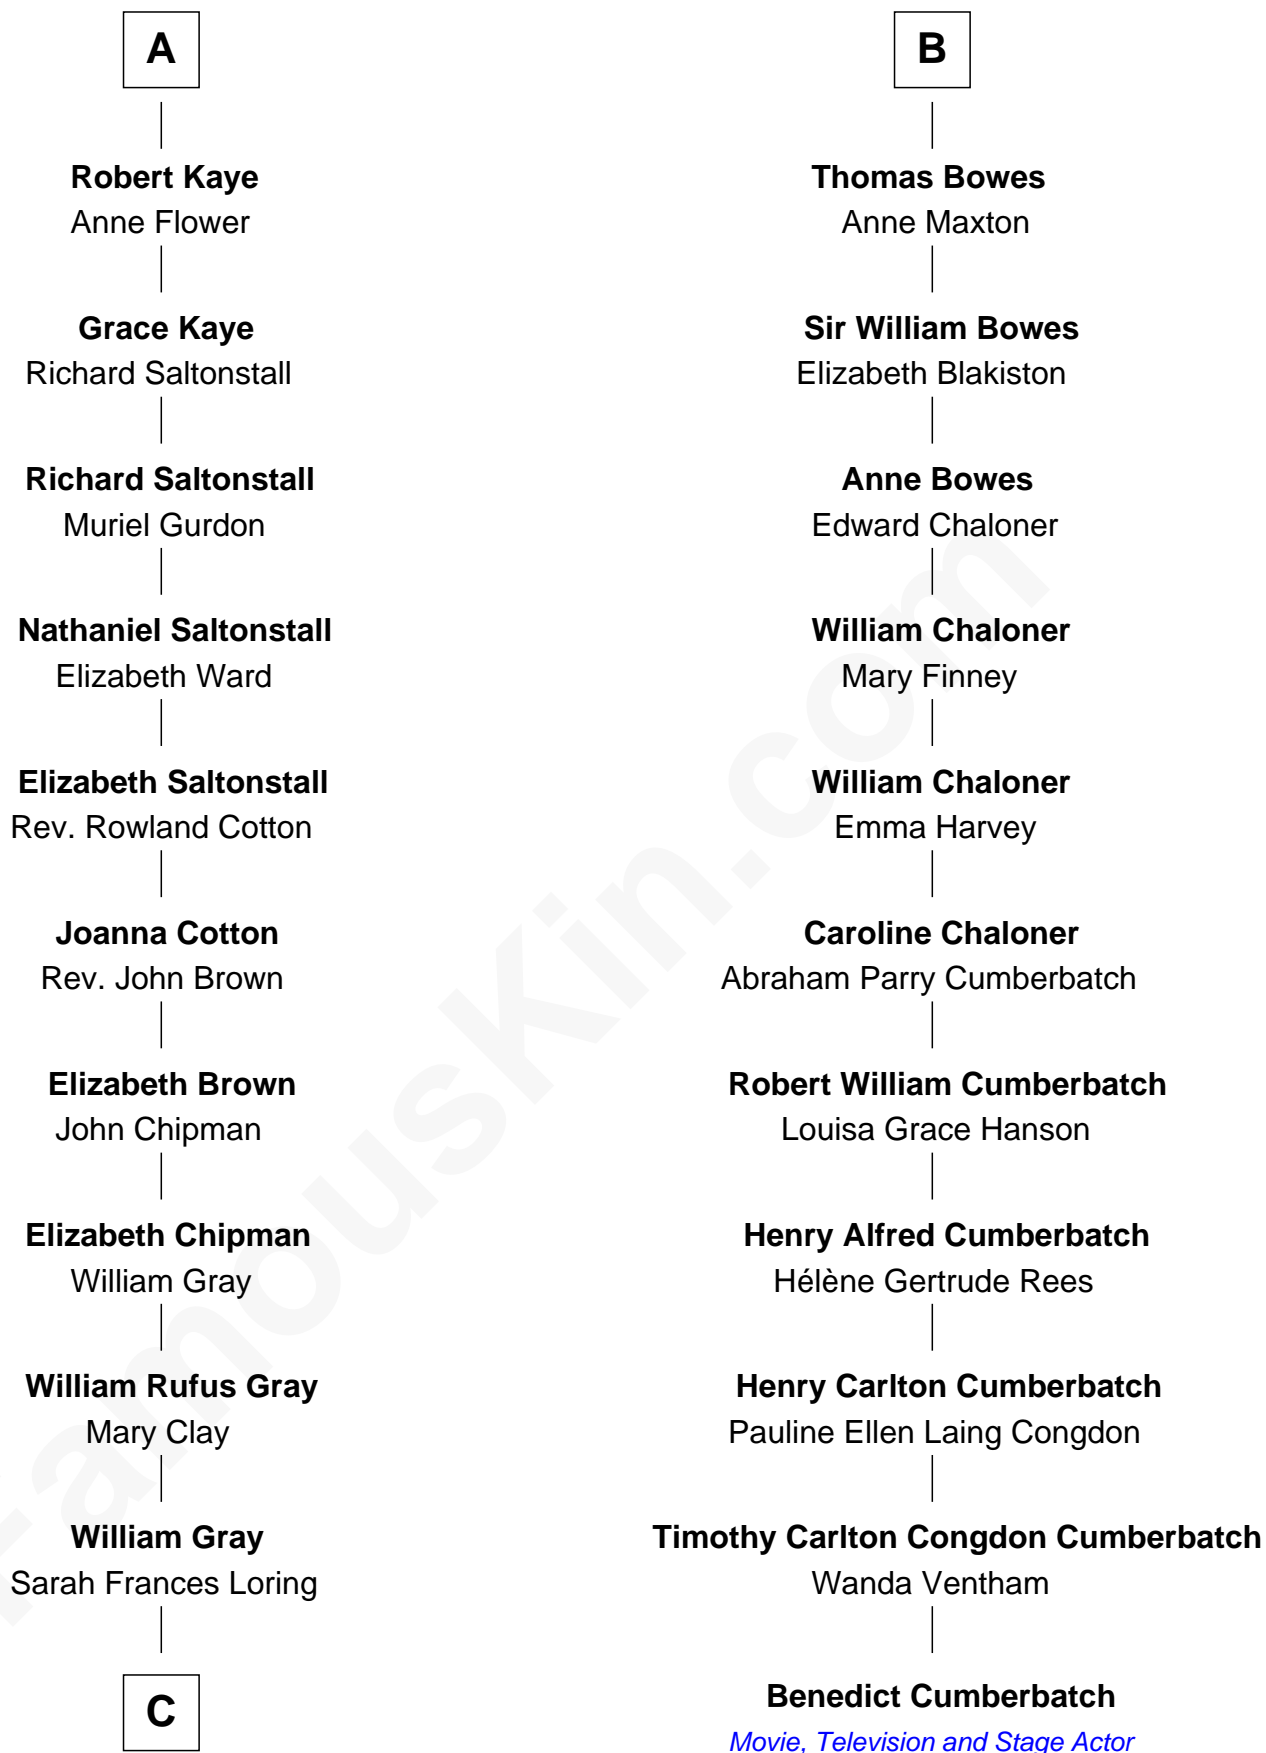 A
Robert Kaye
Anne Flower
Grace Kaye
Richard Saltonstall
Richard Saltonstall
Muriel Gurdon
Nathaniel Saltonstall
Elizabeth Ward
Elizabeth Saltonstall
Rev. Rowland Cotton
Joanna Cotton
Rev. John Brown
Elizabeth Brown
John Chipman
Elizabeth Chipman
William Gray
William Rufus Gray
Mary Clay
William Gray
Sarah Frances Loring
C
B
Thomas Bowes
Anne Maxton
Sir William Bowes
Elizabeth Blakiston
Anne Bowes
Edward Chaloner
William Chaloner
Mary Finney
William Chaloner
Emma Harvey
Caroline Chaloner
Abraham Parry Cumberbatch
Robert William Cumberbatch
Louisa Grace Hanson
Henry Alfred Cumberbatch
Hélène Gertrude Rees
Henry Carlton Cumberbatch
Pauline Ellen Laing Congdon
Timothy Carlton Congdon Cumberbatch
Wanda Ventham
Benedict Cumberbatch
Movie, Television and Stage Actor
FamousKin.com